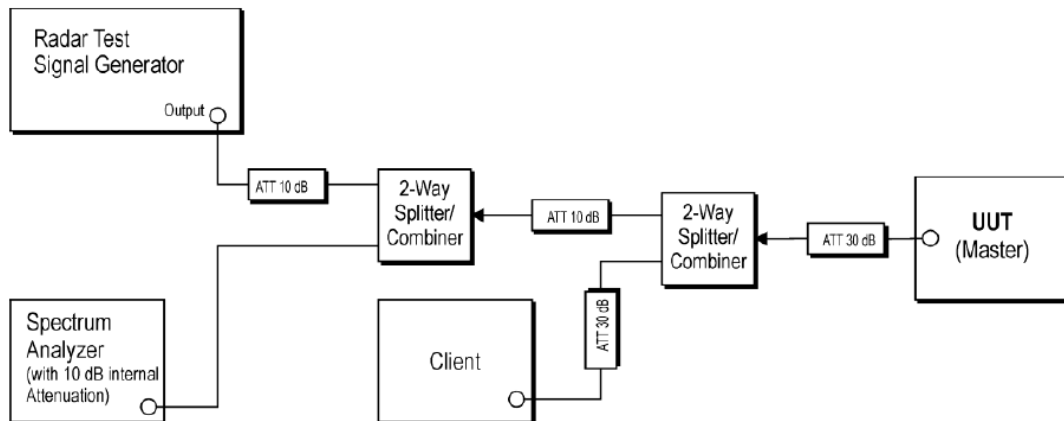 Radar Test
Signal Generator
Output
ATT 10 dB
2-Way
Splitter/
Combiner
ATT 10 dB
2-Way
Splitter/
Combiner
ATT 30 dB
UUT
(Master)
Spectrum
Analyzer
(with 10 dB internal
Attenuation)
Client
ATT 30 dB